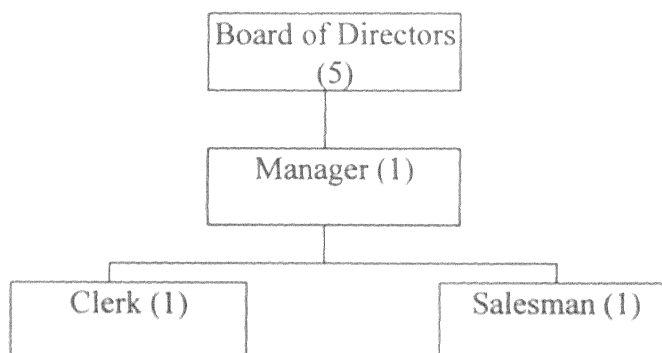 Board of Directors
(5)
Manager (1)
Clerk (1)
Salesman (1)